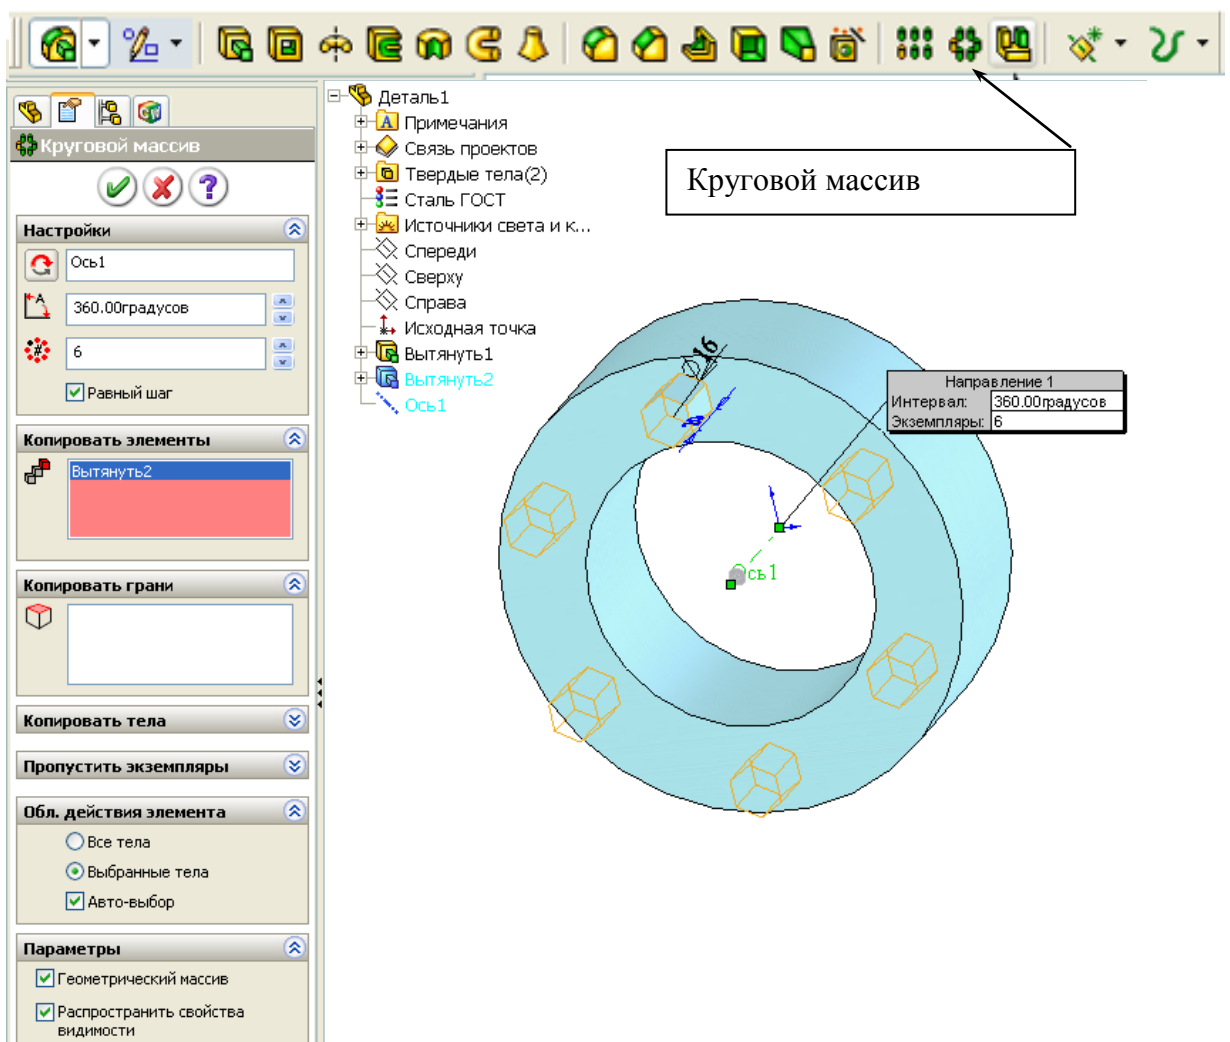 Деталь1
Примечания
Связь проектов
Твердые тела(2)
Сталь ГОСТ
Источники света и к...
Спереди
Сверху
Справа
Исходная точка
Вытянуть1
Вытянуть2
Ось1
Круговой массив
Круговой массив
Настройки
Ось1
360.00градусов
6
Равный шаг
Копировать элементы
Вытянуть2
Копировать грани
Копировать тела
Пропустить экземпляры
Обл. действия элемента
Все тела
Выбранные тела
Авто-выбор
Параметры
Геометрический массив
Распространить свойства
видимости
Направление 1
Интервал: 360.00градусов
Экземпляры: 6
Ось1